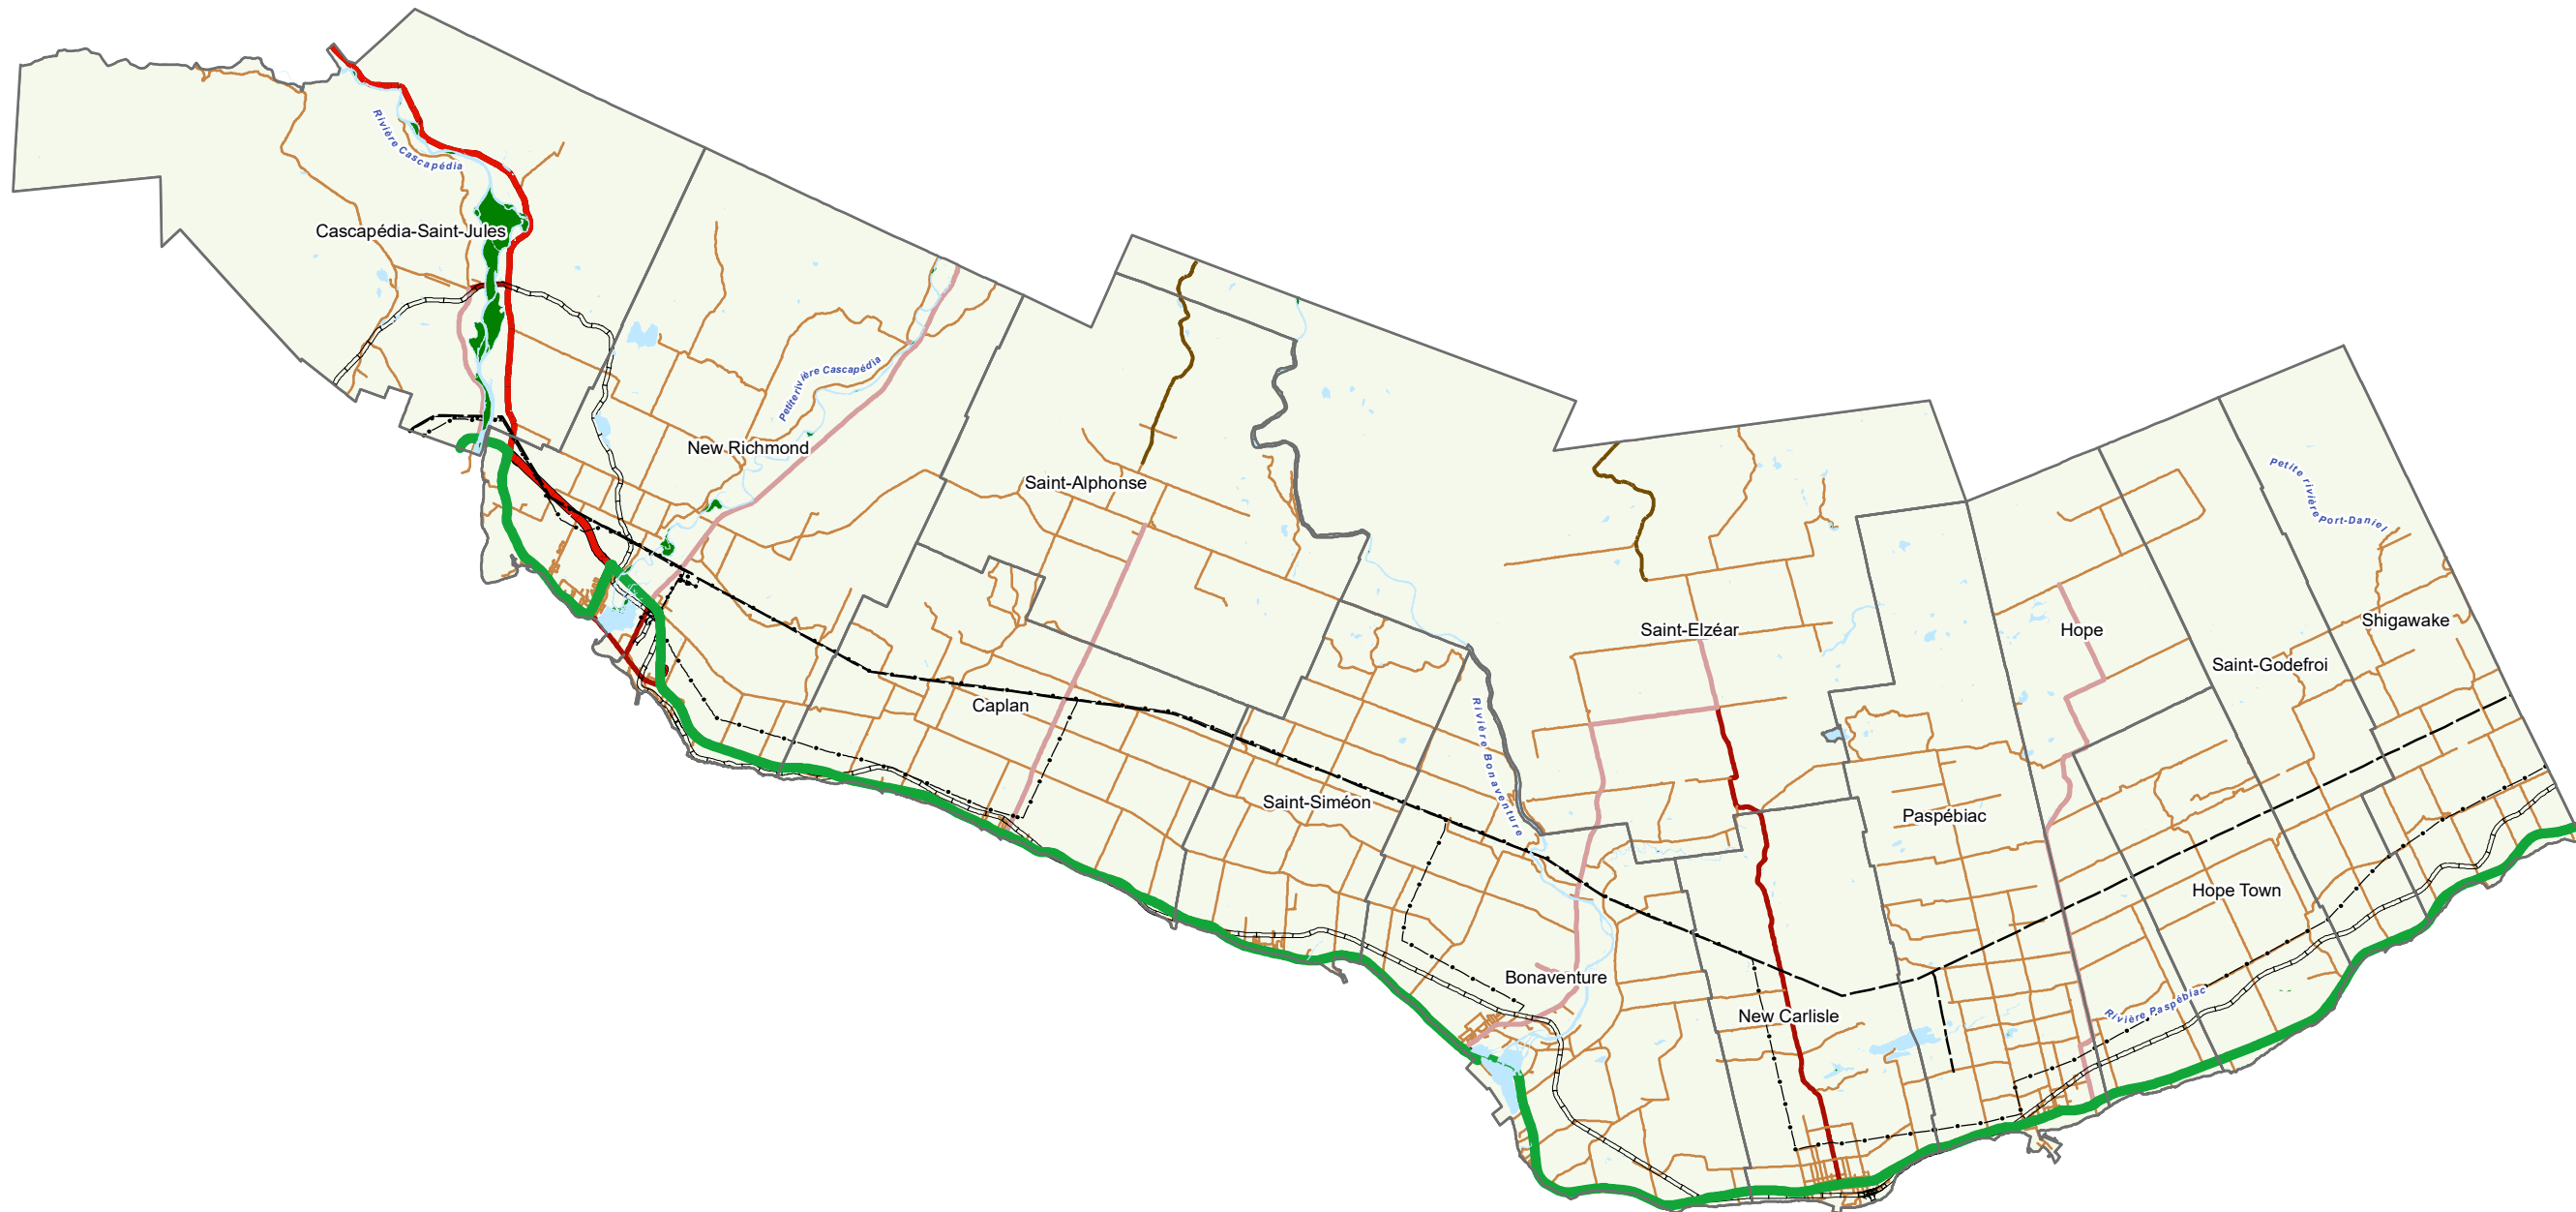 Rivière Cascapédia
Cascapédia-Saint-Jules
Petite rivière Cascapédia
New Richmond
Saint-Alphonse
Petite rivière Port-Daniel
Saint-Elzéar
Hope
Shigawake
Saint-Godefroi
Caplan
Rivière Bonaventure
Saint-Siméon
Paspébiac
Hope Town
Bonaventure
New Carlisle
Rivière Paspébiac